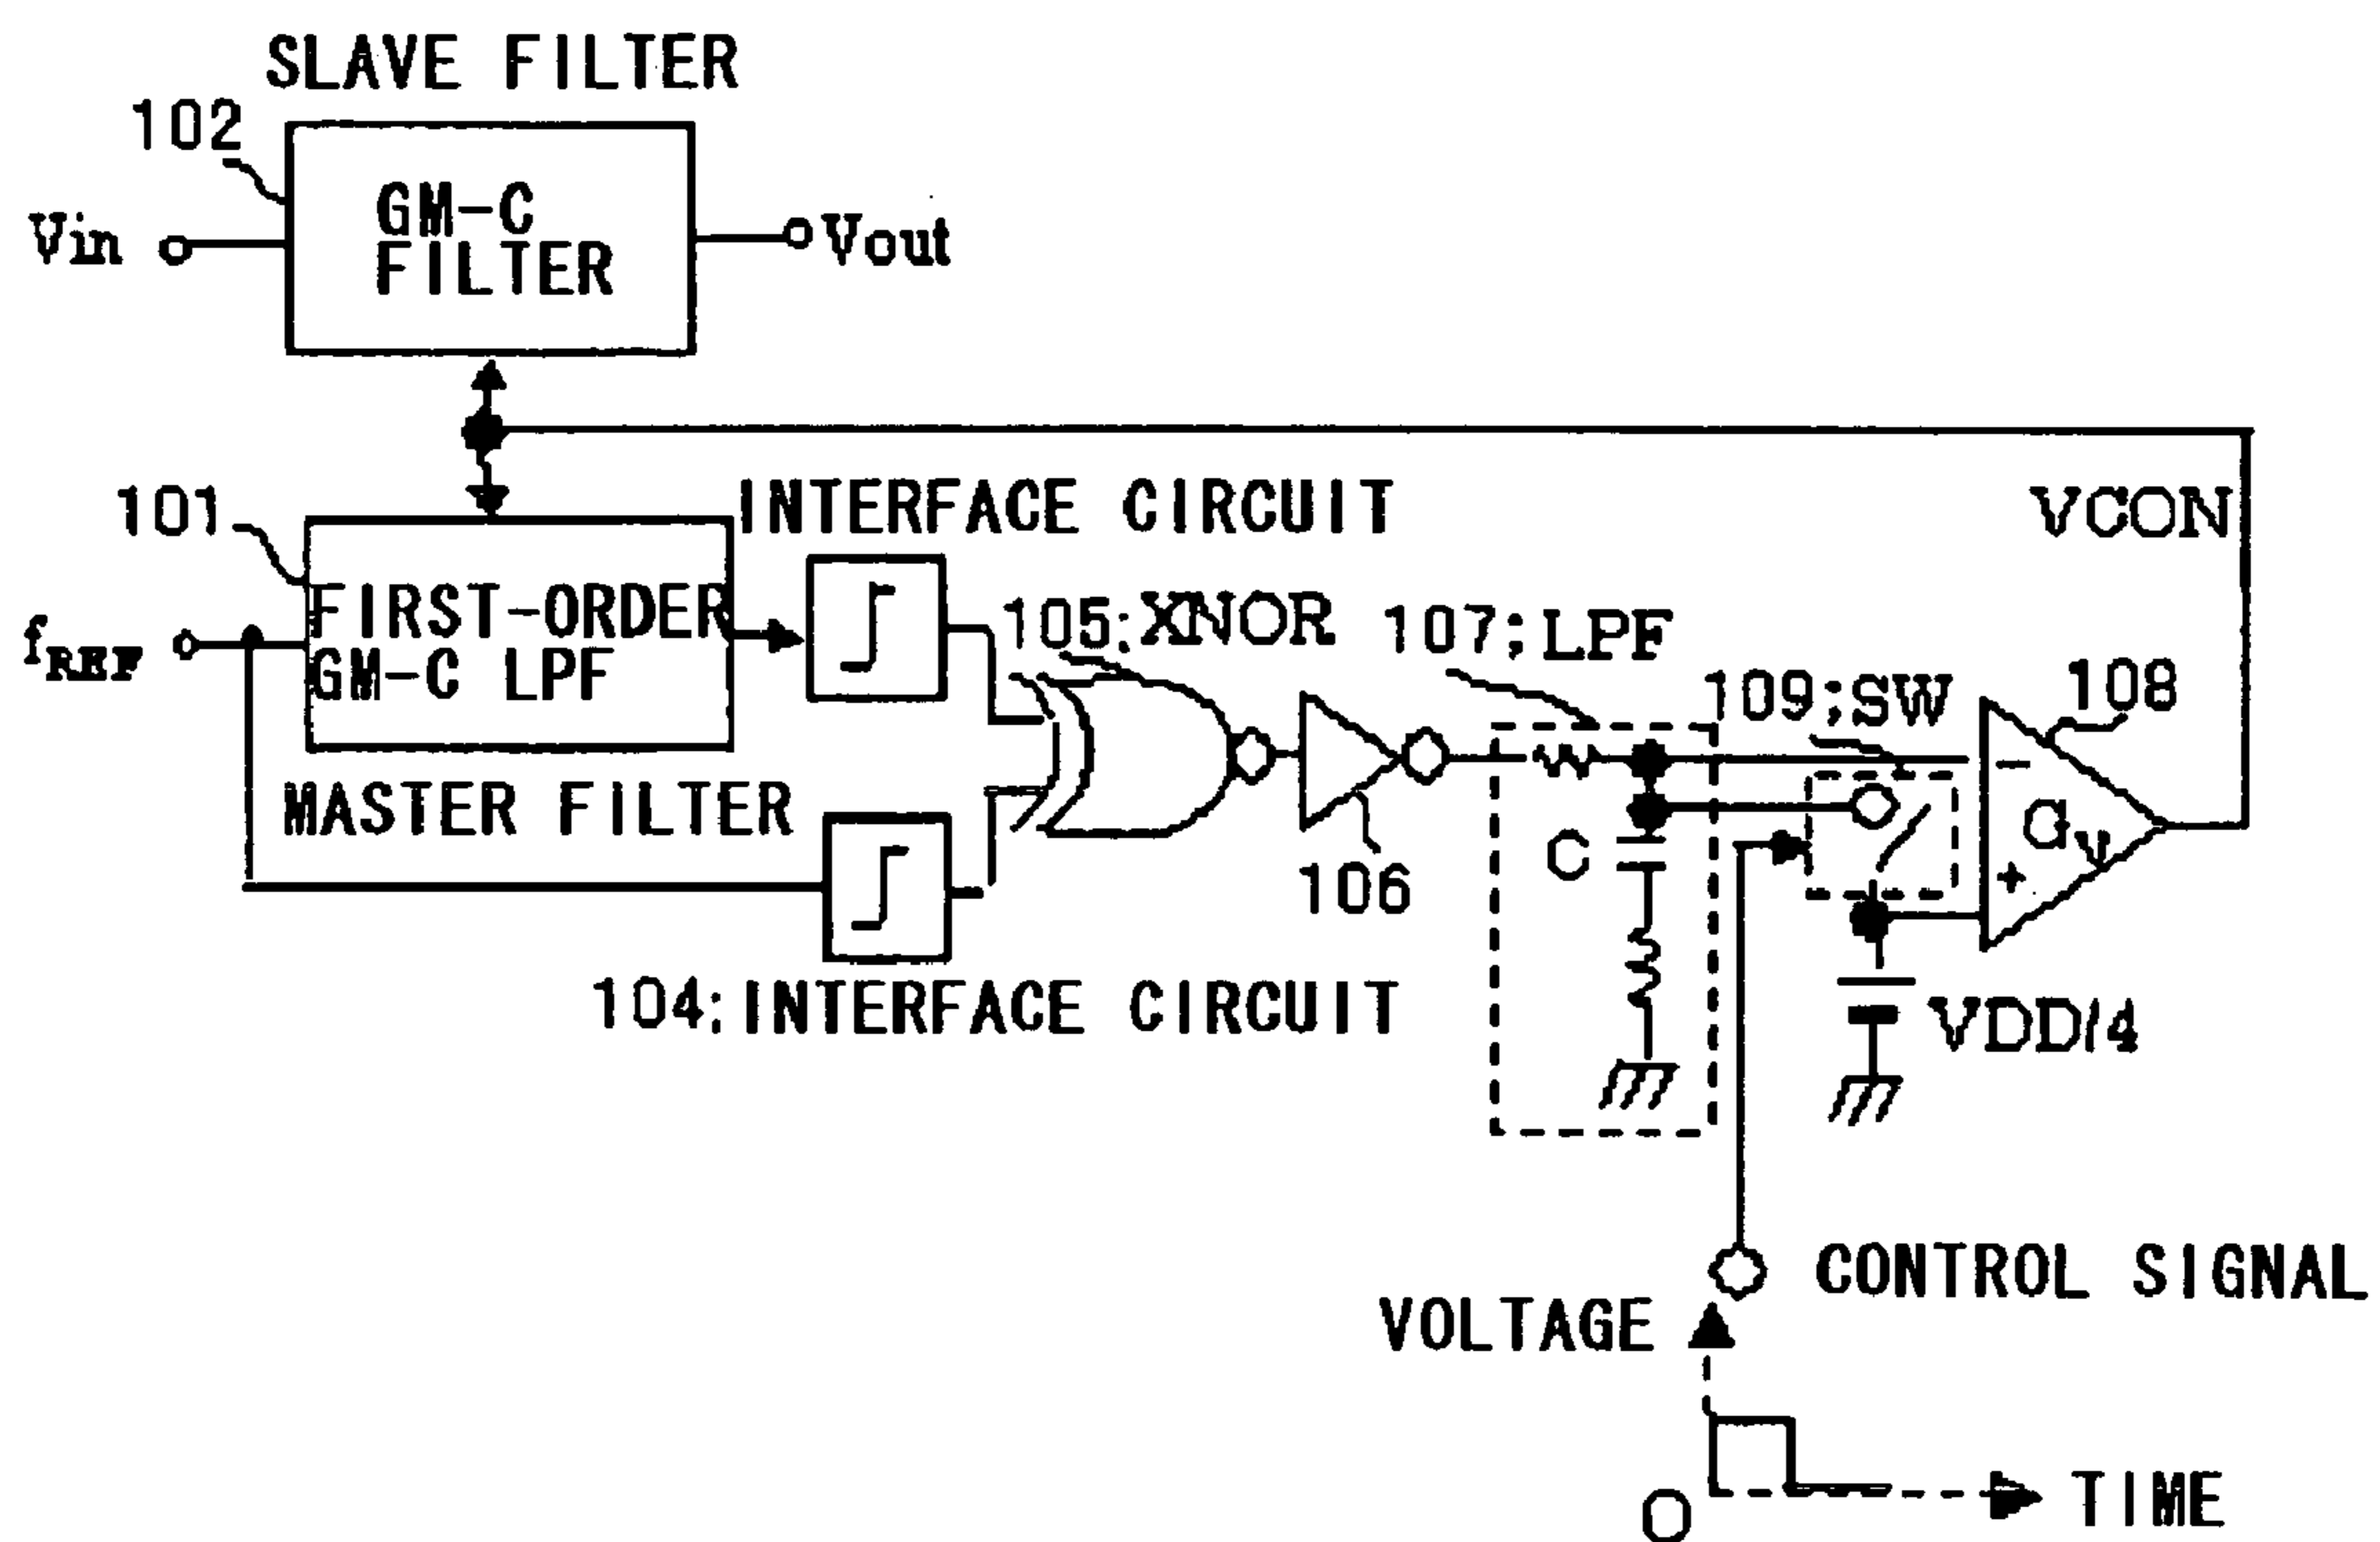 SLAVE FILTER
102
GM-C
FILTER
Vin
Vout
101
INTERFACE CIRCUIT
VCON
FIRST-ORDER
GM-C LPF
fREF
105;XNOR
107;LPF
109;SW
108
MASTER FILTER
-
Gv
+
C
106
104;INTERFACE CIRCUIT
VDD/4
CONTROL SIGNAL
VOLTAGE
O
TIME